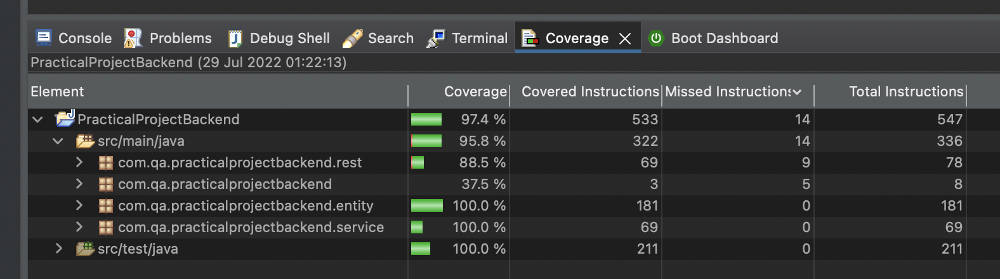 Console Problems Debug Shell Search Terminal Coverage Boot Dashboard
PracticalProjectBackend (29 Jul 2022 01:22:13)
Element Coverage Covered Instructions Missed Instructions Total Instructions
PracticalProjectBackend 97.4 % 533 14 547
src/main/java 95.8 % 322 14 336
com.qa.practicalprojectbackend.rest 88.5 % 69 9 78
com.qa.practicalprojectbackend 37.5 % 3 5 8
com.qa.practicalprojectbackend.entity 100.0 % 181 0 181
com.qa.practicalprojectbackend.service 100.0 % 69 0 69
src/test/java 100.0 % 211 0 211